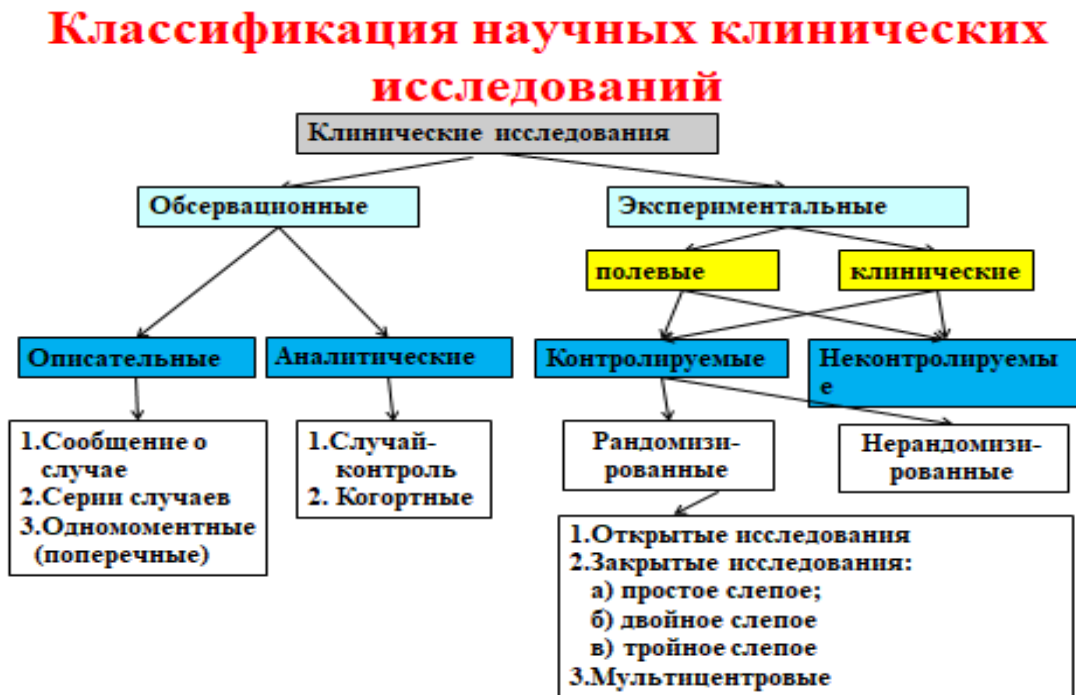 Классификация научных клинических
исследований
Клинические исследования
Обсервационные
Экспериментальные
полевые
клинические
Описательные
Аналитические
Контролируемые
Неконтролируемы
е
1.Сообщение о
случае
2.Серии случаев
3.Одномоментные
(поперечные)
1.Случай-
контроль
2. Когортные
Рандомизи-
рованные
Нерандомизи-
рованные
1.Открытые исследования
2.Закрытые исследования:
а) простое слепое;
б) двойное слепое
в) тройное слепое
3.Мультицентровые